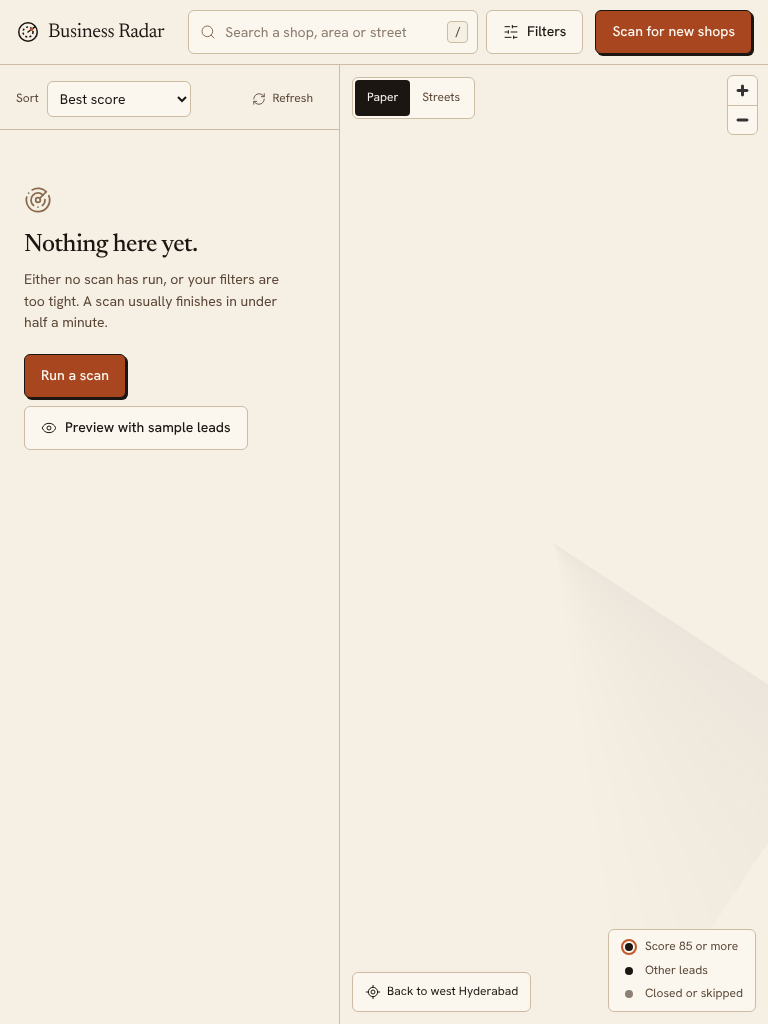 Business Radar
Search a shop, area or street
/
Filters
Scan for new shops
Sort
Best score
Refresh
Paper
Streets
+
−
Nothing here yet.
Either no scan has run, or your filters are
too tight. A scan usually finishes in under
half a minute.
Run a scan
Preview with sample leads
Score 85 or more
Other leads
Closed or skipped
Back to west Hyderabad